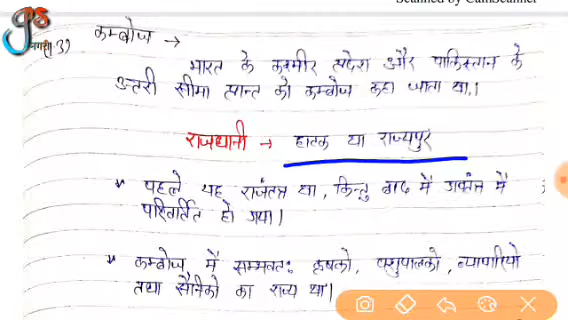 Scanned by CamScanner
gs
कम्बोज →
भारत के कश्मीर प्रदेश और पाकिस्तान के
उत्तरी सीमा प्रान्त को कम्बोज कहा जाता था।
राजधानी → हाटक या राज्यपुर
* पहले यह राजतंत्र था, किन्तु बाद में गणतंत्र में
परिवर्तित हो गया।
* कम्बोज में सम्भवतः कृषको, पशुपालको, व्यापारियो
तथा सैनिको का राज्य था।